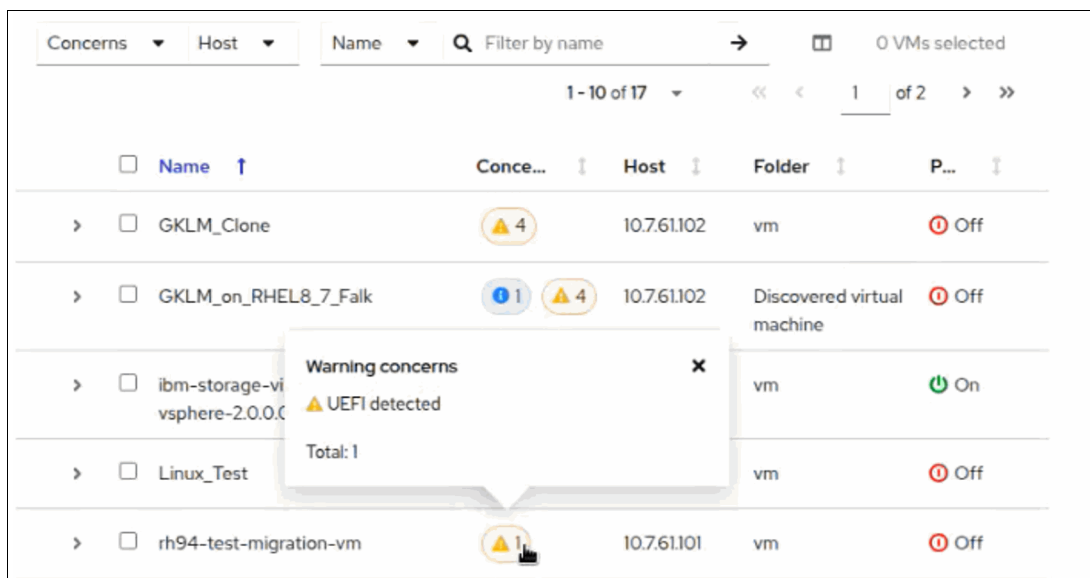 Concerns Host Name Filter by name 0 VMs selected
1 - 10 of 17 1 of 2
Name Conce... Host Folder P...
GKLM_Clone 4 10.7.61.102 vm Off
GKLM_on_RHEL8_7_Falk 1 4 10.7.61.102 Discovered virtual Off
machine
Warning concerns
UEFI detected
Total: 1
ibm-storage-vi vm On
vsphere-2.0.0.0
Linux_Test vm Off
rh94-test-migration-vm 1 10.7.61.101 vm Off